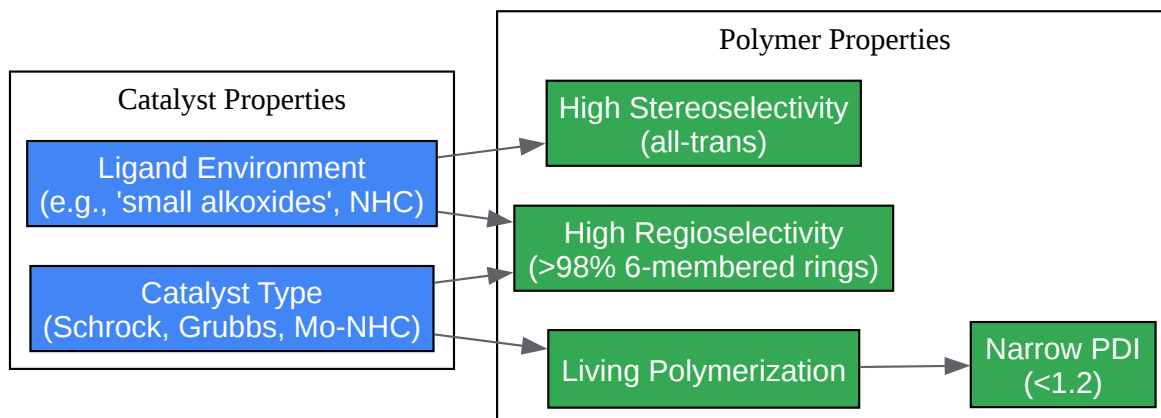 Catalyst Properties
Ligand Environment
(e.g., 'small alkoxides', NHC)
Catalyst Type
(Schrock, Grubbs, Mo-NHC)
Polymer Properties
High Stereoselectivity
(all-trans)
High Regioselectivity
(>98% 6-membered rings)
Living Polymerization
Narrow PDI
(<1.2)